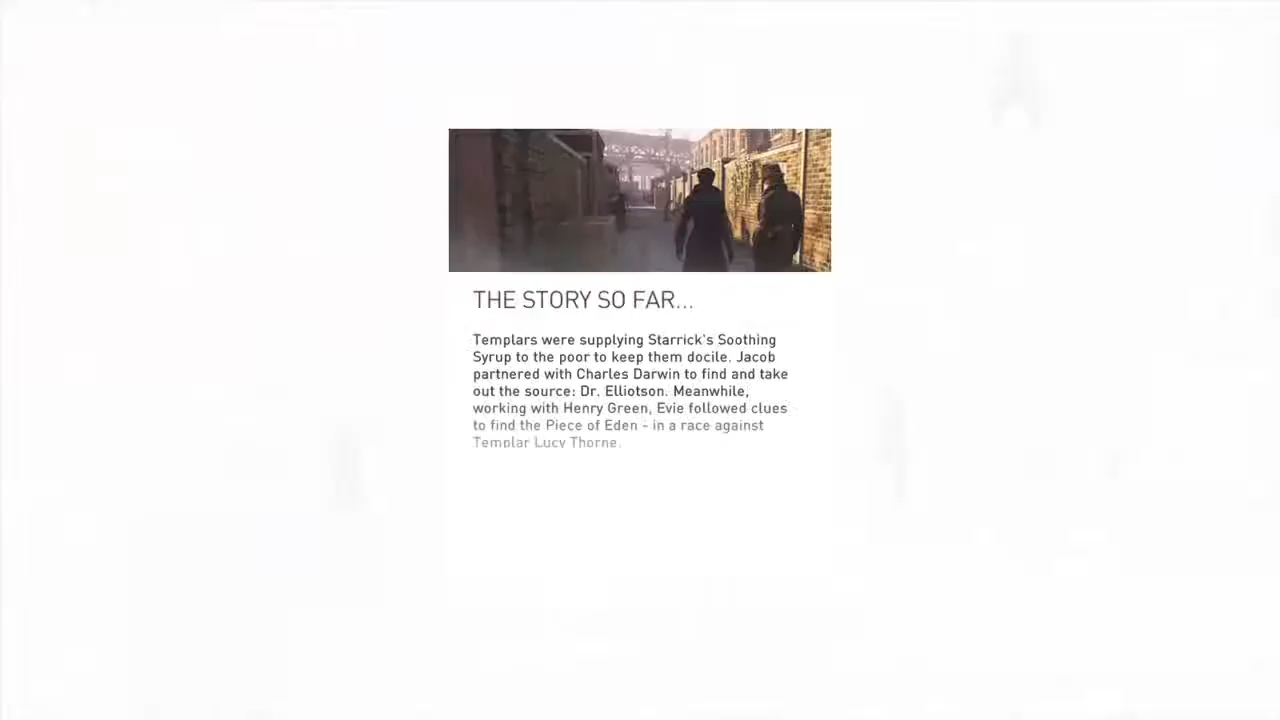 THE STORY SO FAR...
Templars were supplying Starrick's Soothing
Syrup to the poor to keep them docile. Jacob
partnered with Charles Darwin to find and take
out the source: Dr. Elliotson. Meanwhile,
working with Henry Green, Evie followed clues
to find the Piece of Eden - in a race against
Templar Lucy Thorne.